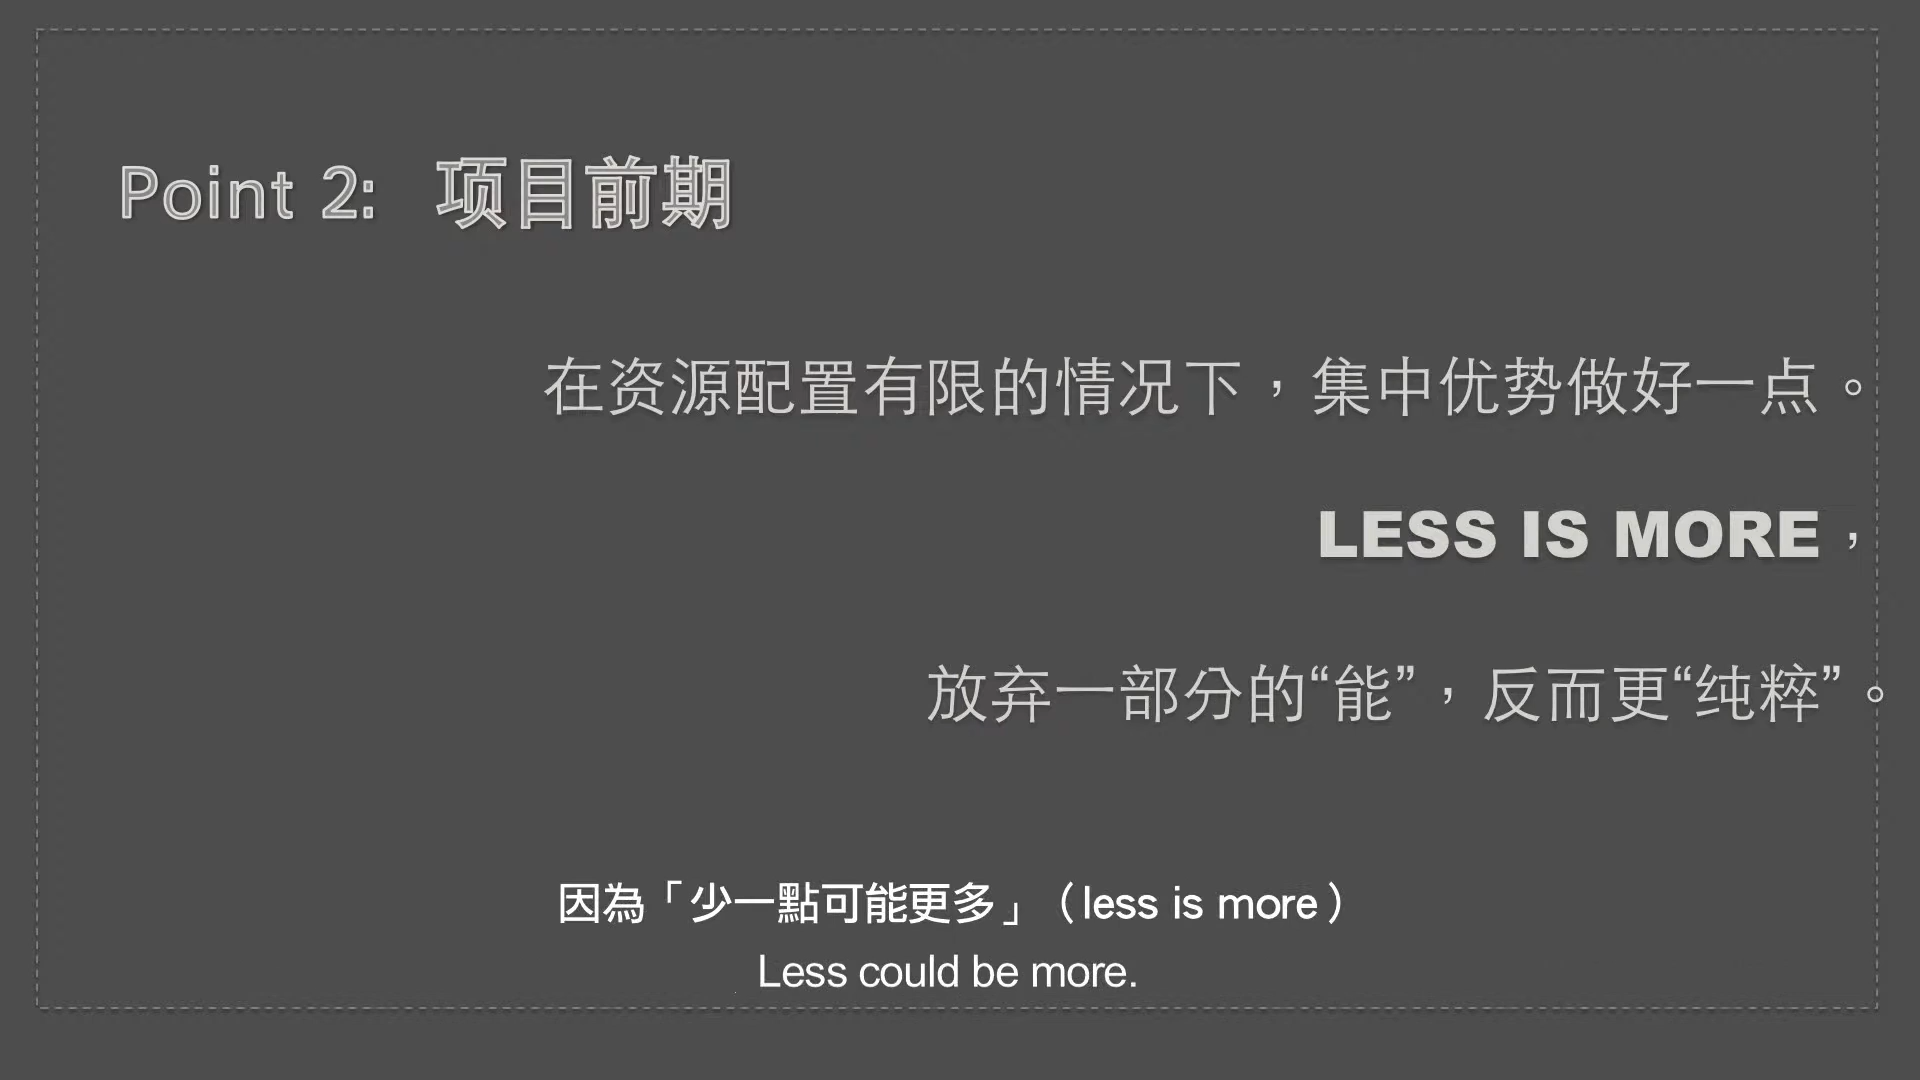 Point 2: 项目前期
在资源配置有限的情况下，集中优势做好一点。
LESS IS MORE，
放弃一部分的“能”，反而更“纯粹”。
因為「少一點可能更多」（less is more）
Less could be more.